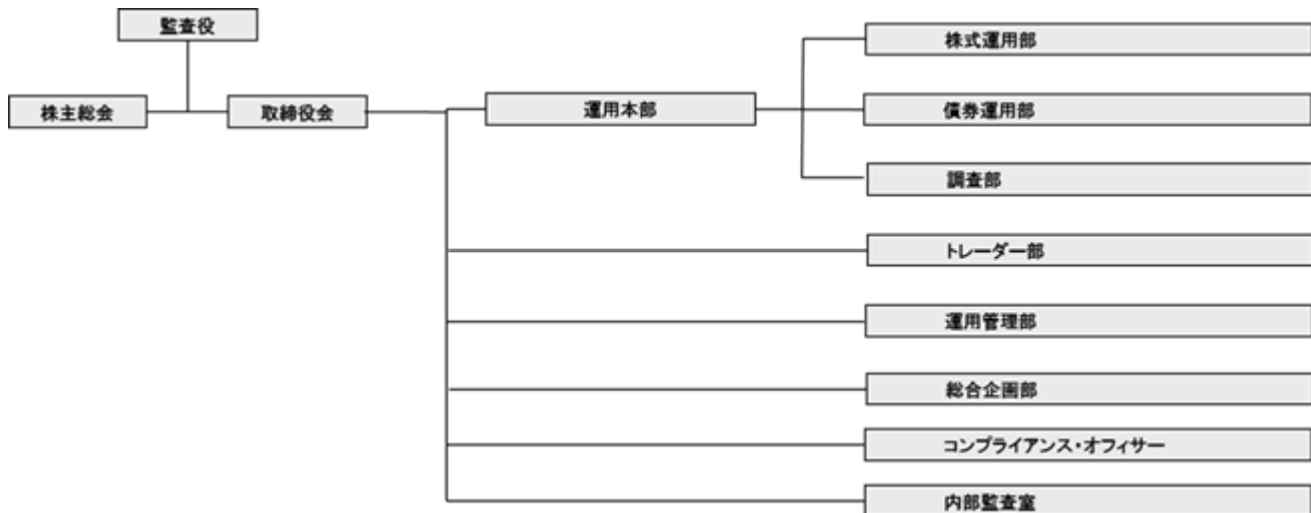 監査役
株主総会
取締役会
運用本部
株式運用部
債券運用部
調査部
トレーダー部
運用管理部
総合企画部
コンプライアンス・オフィサー
内部監査室